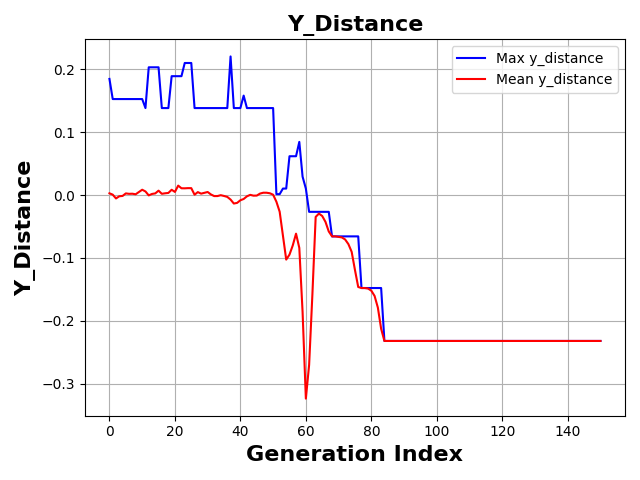 Y_Distance
Max y_distance
Mean y_distance
Y_Distance
0.2
0.1
0.0
−0.1
−0.2
−0.3
0 20 40 60 80 100 120 140
Generation Index